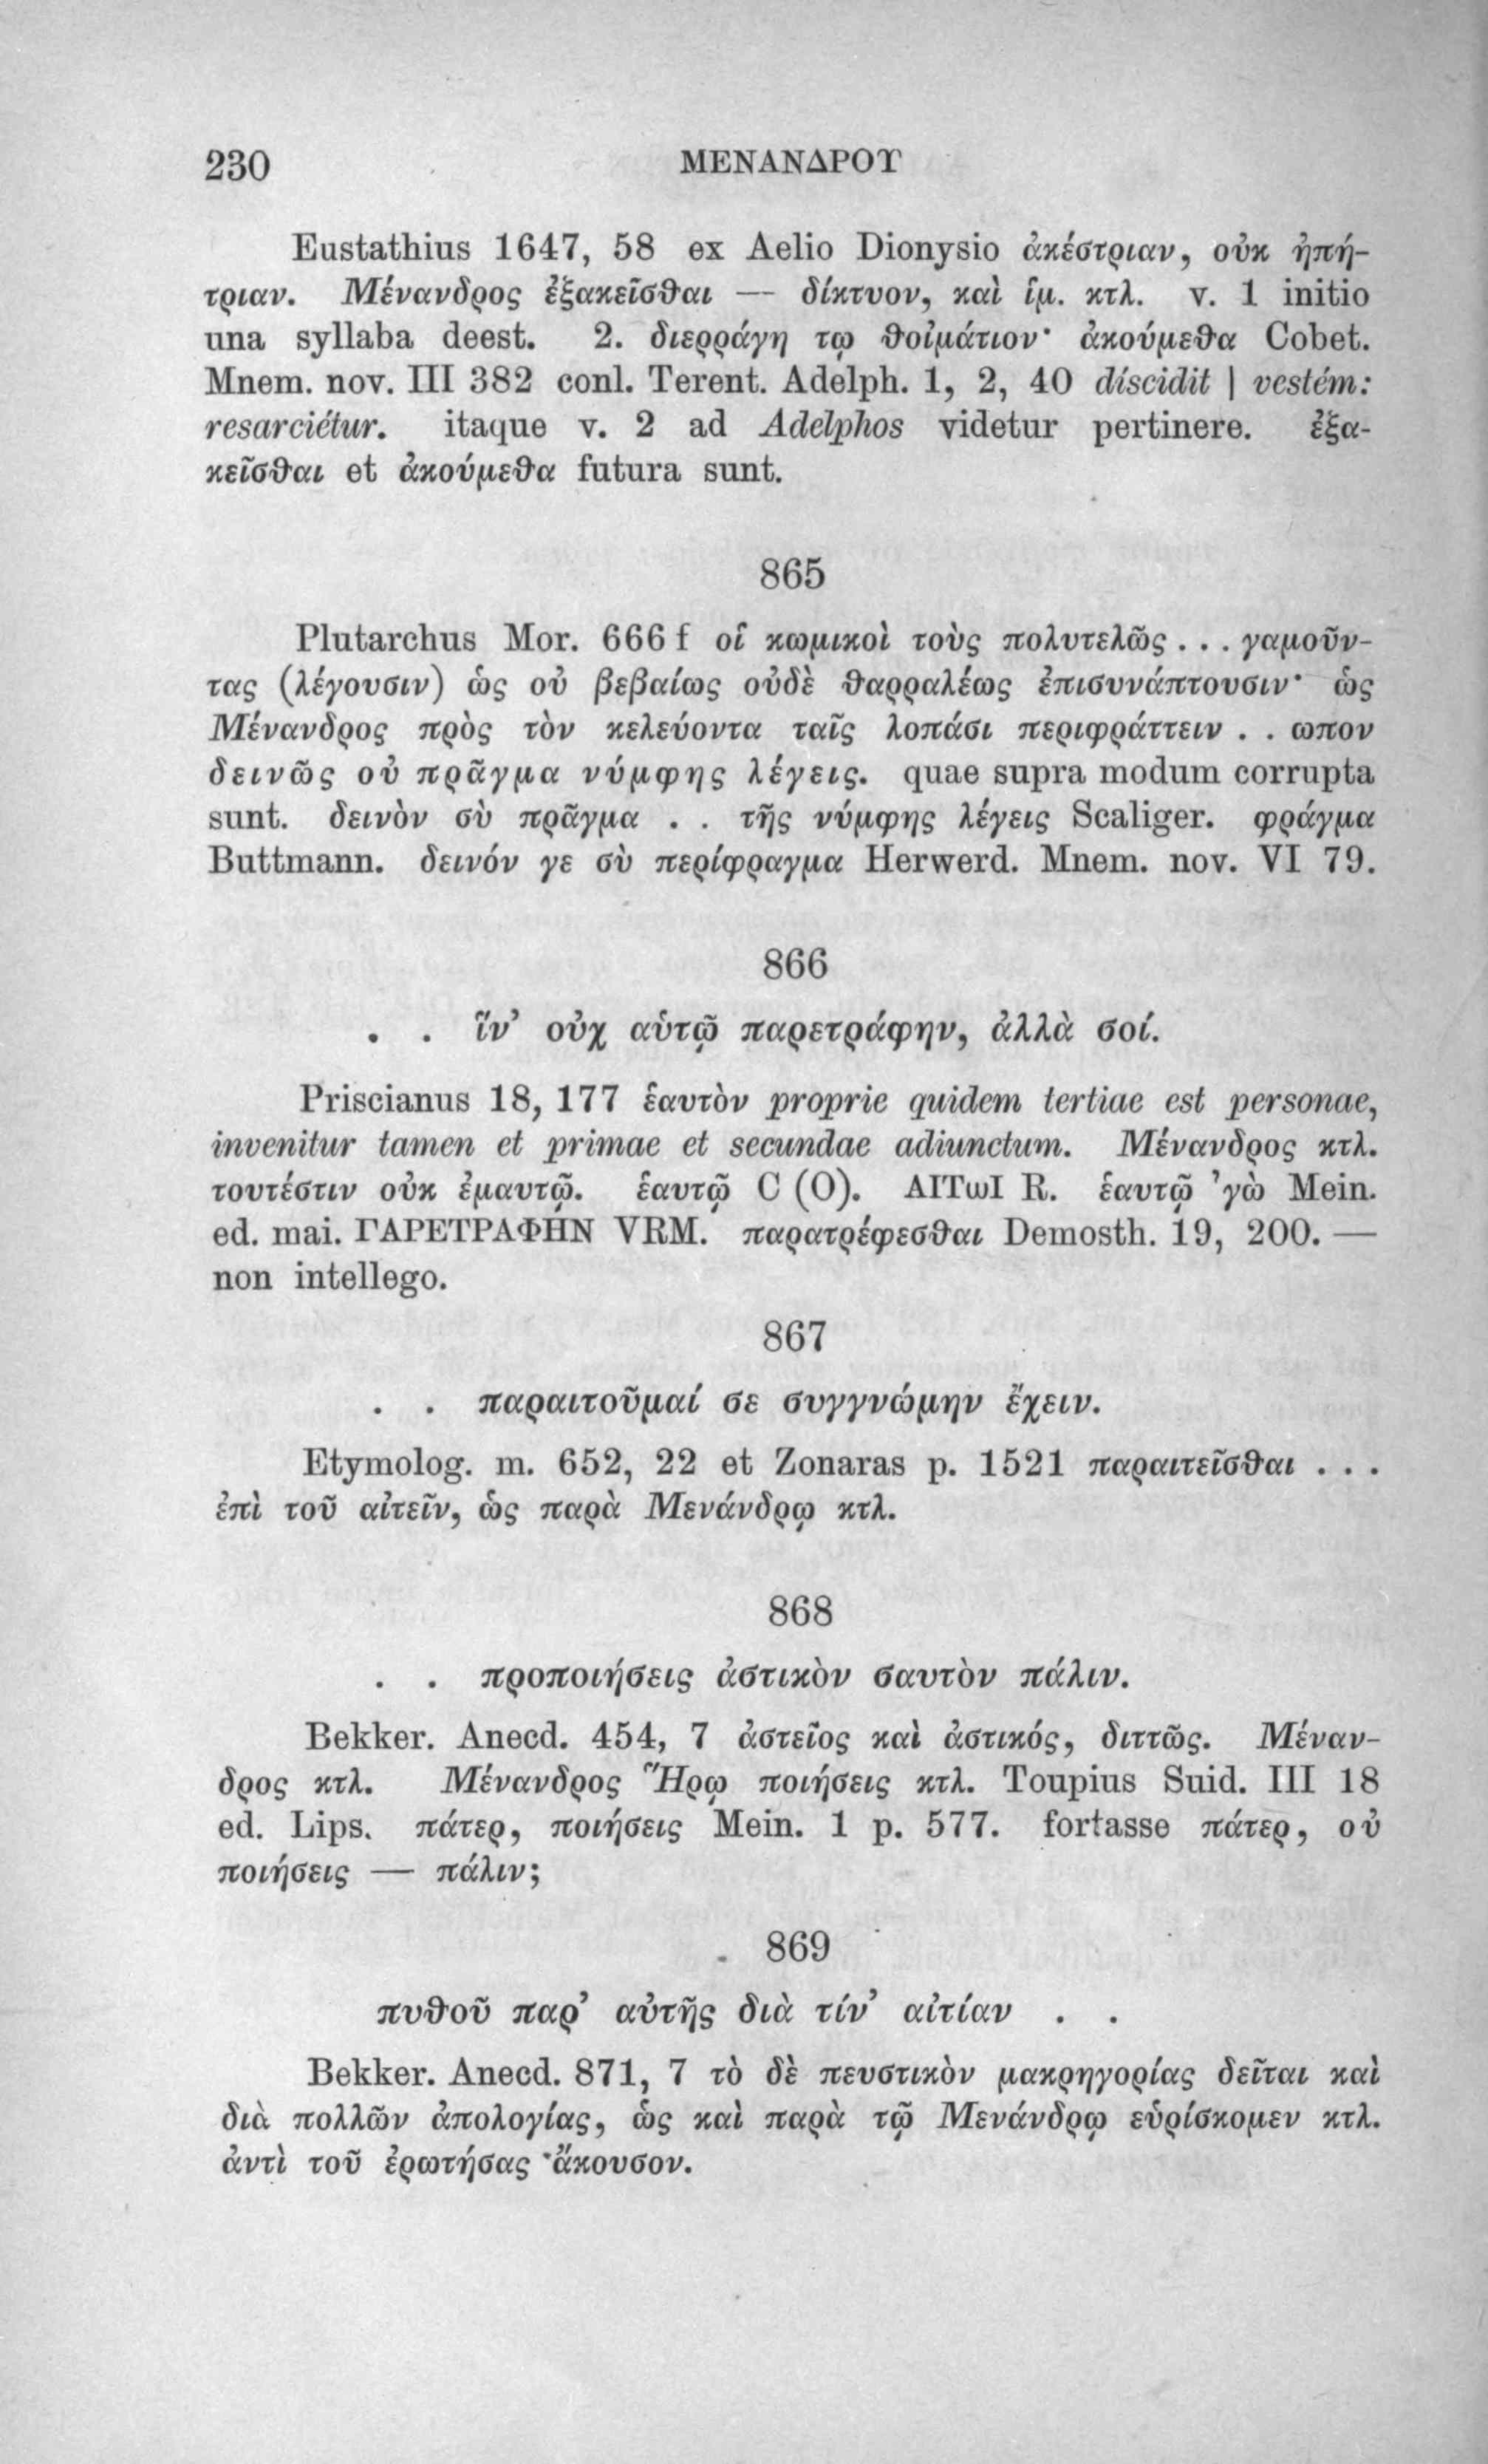 230
ΜΕΝΑΝΔΡΟΥ
Eustathius 1647, 58 ex Aelio Dionysio ἀκέστριαν, οὐκ ἠπή-
τριαν. Μένανδρος ἐξακεῖσθαι — δίκτυον, καὶ ἱμ. κτλ. v. 1 initio
una syllaba deest. 2. διερράγη τῳ θοἰμάτιον· ἀκούμεθα Cobet.
Mnem. nov. III 382 conl. Terent. Adelph. 1, 2, 40 díscidit | vestém:
resarciétur. itaque v. 2 ad Adelphos videtur pertinere. ἐξα-
κεῖσθαι et ἀκούμεθα futura sunt.
865
Plutarchus Mor. 666 f οἱ κωμικοὶ τοὺς πολυτελῶς . . . γαμοῦν-
τας (λέγουσιν) ὡς οὐ βεβαίως οὐδὲ θαρραλέως ἐπισυνάπτουσιν· ὡς
Μένανδρος πρὸς τὸν κελεύοντα ταῖς λοπάσι περιφράττειν . . ωπον
δεινῶς οὐ πρᾶγμα νύμφης λέγεις. quae supra modum corrupta
sunt. δεινὸν σὺ πρᾶγμα . . τῆς νύμφης λέγεις Scaliger. φράγμα
Buttmann. δεινόν γε σὺ περίφραγμα Herwerd. Mnem. nov. VI 79.
866
. . ἵν’ οὐχ αὑτῷ παρετράφην, ἀλλὰ σοί.
Priscianus 18, 177 ἑαυτὸν proprie quidem tertiae est personae,
invenitur tamen et primae et secundae adiunctum. Μένανδρος κτλ.
τουτέστιν οὐκ ἐμαυτῷ. ἑαυτῷ C (O). ΑΙΤωΙ R. ἑαυτῷ ’γὼ Mein.
ed. mai. ΓΑΡΕΤΡΑΦΗΝ VRM. παρατρέφεσθαι Demosth. 19, 200. —
non intellego.
867
. . παραιτοῦμαί σε συγγνώμην ἔχειν.
Etymolog. m. 652, 22 et Zonaras p. 1521 παραιτεῖσθαι . . .
ἐπὶ τοῦ αἰτεῖν, ὡς παρὰ Μενάνδρῳ κτλ.
868
. . προποιήσεις ἀστικὸν σαυτὸν πάλιν.
Bekker. Anecd. 454, 7 ἀστεῖος καὶ ἀστικός, διττῶς. Μέναν-
δρος κτλ. Μένανδρος Ἥρῳ ποιήσεις κτλ. Toupius Suid. III 18
ed. Lips. πάτερ, ποιήσεις Mein. 1 p. 577. fortasse πάτερ, οὐ
ποιήσεις — πάλιν;
869
πυθοῦ παρ’ αὐτῆς διὰ τίν’ αἰτίαν . .
Bekker. Anecd. 871, 7 τὸ δὲ πευστικὸν μακρηγορίας δεῖται καὶ
διὰ πολλῶν ἀπολογίας, ὡς καὶ παρὰ τῷ Μενάνδρῳ εὑρίσκομεν κτλ.
ἀντὶ τοῦ ἐρωτήσας ἄκουσον.